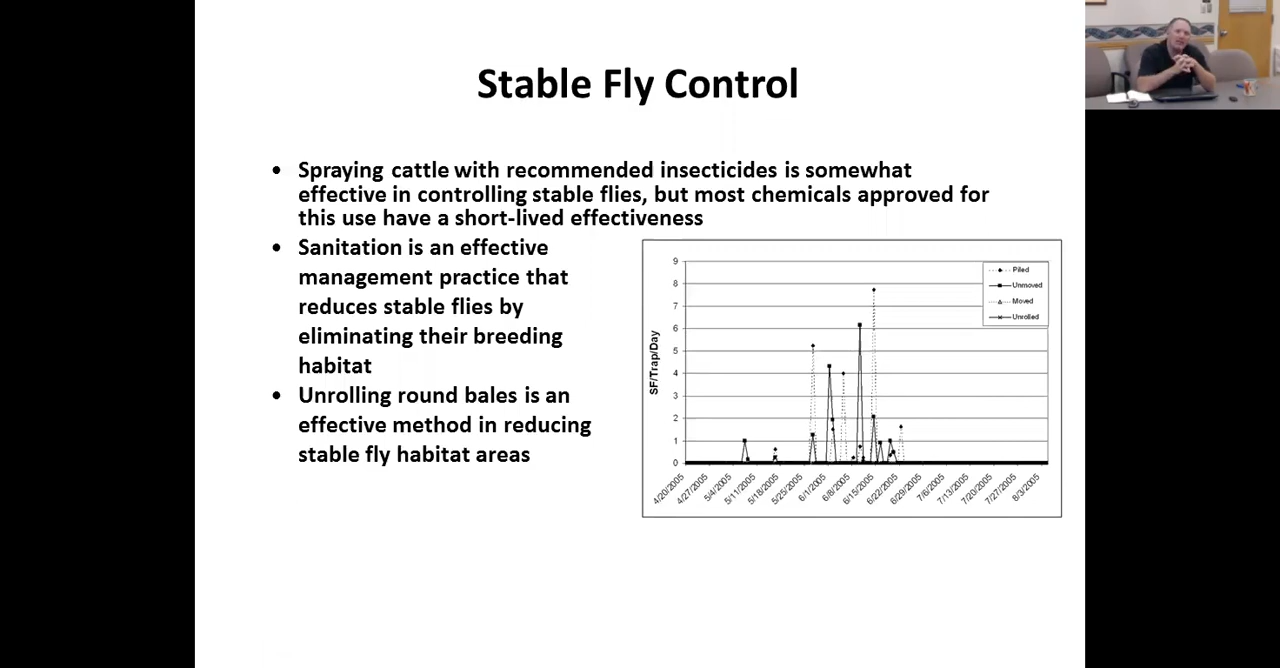 Stable Fly Control
• Spraying cattle with recommended insecticides is somewhat
effective in controlling stable flies, but most chemicals approved for
this use have a short-lived effectiveness
• Sanitation is an effective
management practice that
reduces stable flies by
eliminating their breeding
habitat
• Unrolling round bales is an
effective method in reducing
stable fly habitat areas
SF/Trap/Day
9
8
7
6
5
4
3
2
1
0
Piled
Unmoved
Moved
Unrolled
4/20/2005
4/27/2005
5/4/2005
5/11/2005
5/18/2005
5/25/2005
6/1/2005
6/8/2005
6/15/2005
6/22/2005
6/29/2005
7/6/2005
7/13/2005
7/20/2005
7/27/2005
8/3/2005